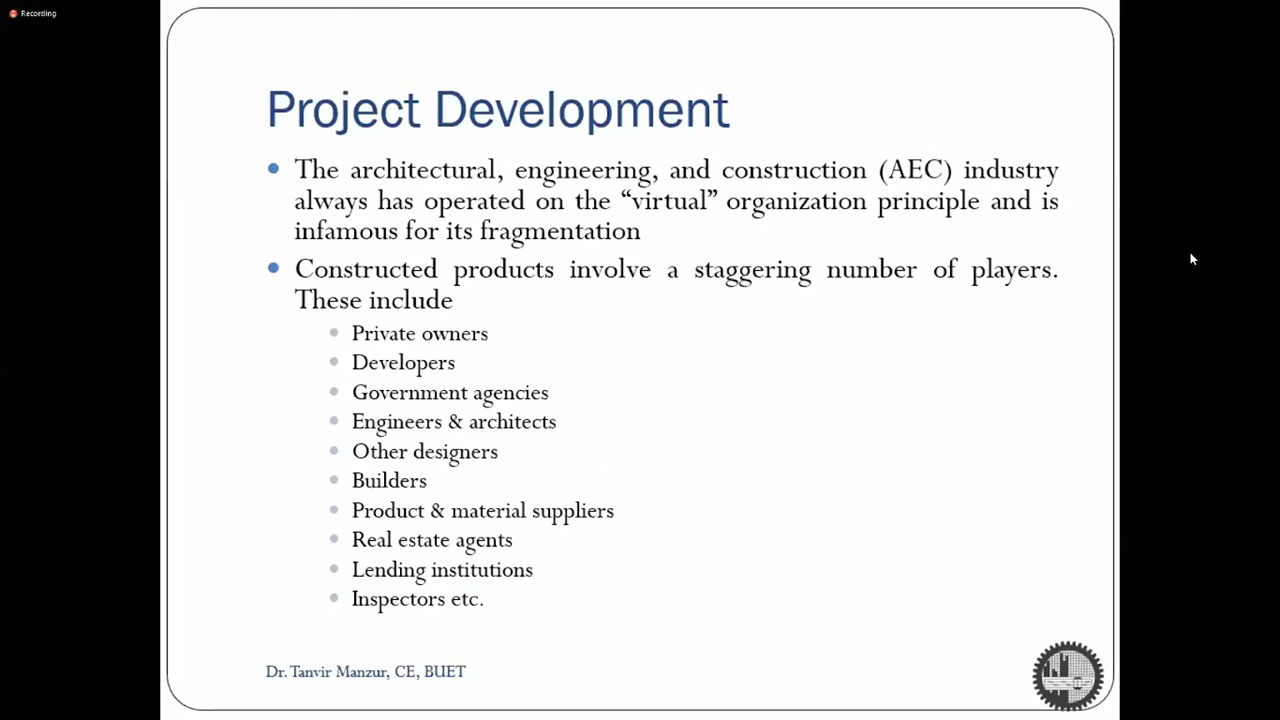 Recording
Project Development
The architectural, engineering, and construction (AEC) industry
always has operated on the “virtual” organization principle and is
infamous for its fragmentation
Constructed products involve a staggering number of players.
These include
Private owners
Developers
Government agencies
Engineers & architects
Other designers
Builders
Product & material suppliers
Real estate agents
Lending institutions
Inspectors etc.
Dr. Tanvir Manzur, CE, BUET